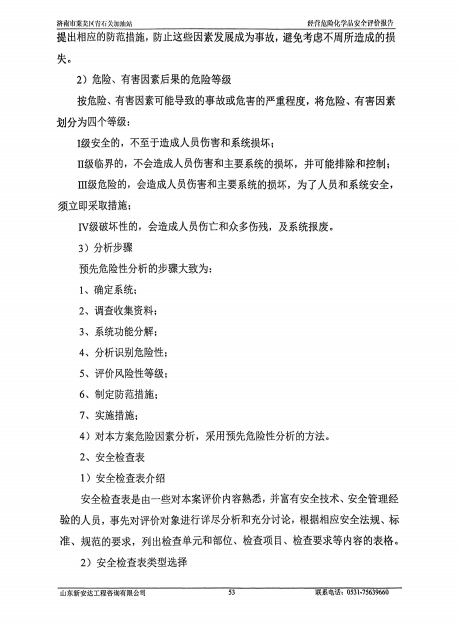 济南市莱芜区青石关加油站 经营危险化学品安全评价报告
提出相应的防范措施，防止这些因素发展成为事故，避免考虑不周所造成的损
失。
2）危险、有害因素后果的危险等级
按危险、有害因素可能导致的事故或危害的严重程度，将危险、有害因素
划分为四个等级：
I级安全的，不至于造成人员伤害和系统损坏；
II级临界的，不会造成人员伤害和主要系统的损坏，并可能排除和控制；
III级危险的，会造成人员伤害和主要系统的损坏，为了人员和系统安全，
须立即采取措施；
IV级破坏性的，会造成人员伤亡和众多伤残，及系统报废。
3）分析步骤
预先危险性分析的步骤大致为：
1、确定系统；
2、调查收集资料；
3、系统功能分解；
4、分析识别危险性；
5、评价风险性等级；
6、制定防范措施；
7、实施措施；
4）对本方案危险因素分析，采用预先危险性分析的方法。
2、安全检查表
1）安全检查表介绍
安全检查表是由一些对本案评价内容熟悉，并富有安全技术、安全管理经
验的人员，事先对评价对象进行详尽分析和充分讨论，根据相应安全法规、标
准、规范的要求，列出检查单元和部位、检查项目、检查要求等内容的表格。
2）安全检查表类型选择
山东新安达工程咨询有限公司 53 联系电话：0531-75639660